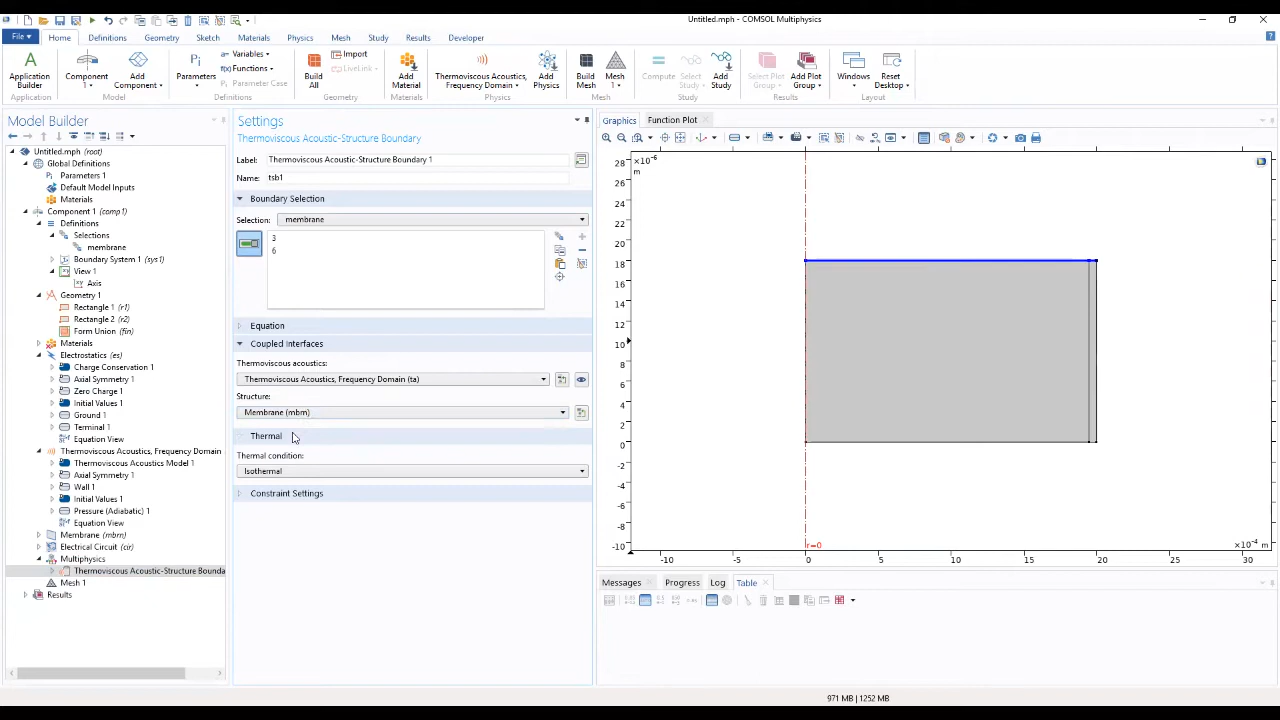 Untitled.mph - COMSOL Multiphysics
File Home Definitions Geometry Sketch Materials Physics Mesh Study Results Developer
Application Builder
Component 1
Add Component
Parameters
Variables
Functions
Parameter Case
Import
LiveLink
Build All
Add Material
Thermoviscous Acoustics, Frequency Domain
Add Physics
Build Mesh
Mesh 1
Compute
Select Study
Add Study
Select Plot Group
Add Plot Group
Windows
Reset Desktop
Application Model Definitions Geometry Materials Physics Mesh Study Results Layout
Model Builder
Untitled.mph (root)
Global Definitions
Parameters 1
Default Model Inputs
Materials
Component 1 (comp1)
Definitions
Selections
membrane
Boundary System 1 (sys1)
View 1
Axis
Geometry 1
Rectangle 1 (r1)
Rectangle 2 (r2)
Form Union (fin)
Materials
Electrostatics (es)
Charge Conservation 1
Axial Symmetry 1
Zero Charge 1
Initial Values 1
Ground 1
Terminal 1
Equation View
Thermoviscous Acoustics, Frequency Domain
Thermoviscous Acoustics Model 1
Axial Symmetry 1
Wall 1
Initial Values 1
Pressure (Adiabatic) 1
Equation View
Membrane (mbrn)
Electrical Circuit (cir)
Multiphysics
Thermoviscous Acoustic-Structure Bounda
Mesh 1
Results
Settings
Thermoviscous Acoustic-Structure Boundary
Label: Thermoviscous Acoustic-Structure Boundary 1
Name: tsb1
Boundary Selection
Selection: membrane
3
6
Equation
Coupled Interfaces
Thermoviscous acoustics:
Thermoviscous Acoustics, Frequency Domain (ta)
Structure:
Membrane (mbrn)
Thermal
Thermal condition:
Isothermal
Constraint Settings
Graphics Function Plot
×10⁻⁶
m
28
26
24
22
20
18
16
14
12
10
8
6
4
2
0
-2
-4
-6
-8
-10
r=0
-10 -5 0 5 10 15 20 25 30
×10⁻⁴ m
Messages Progress Log Table
971 MB | 1252 MB